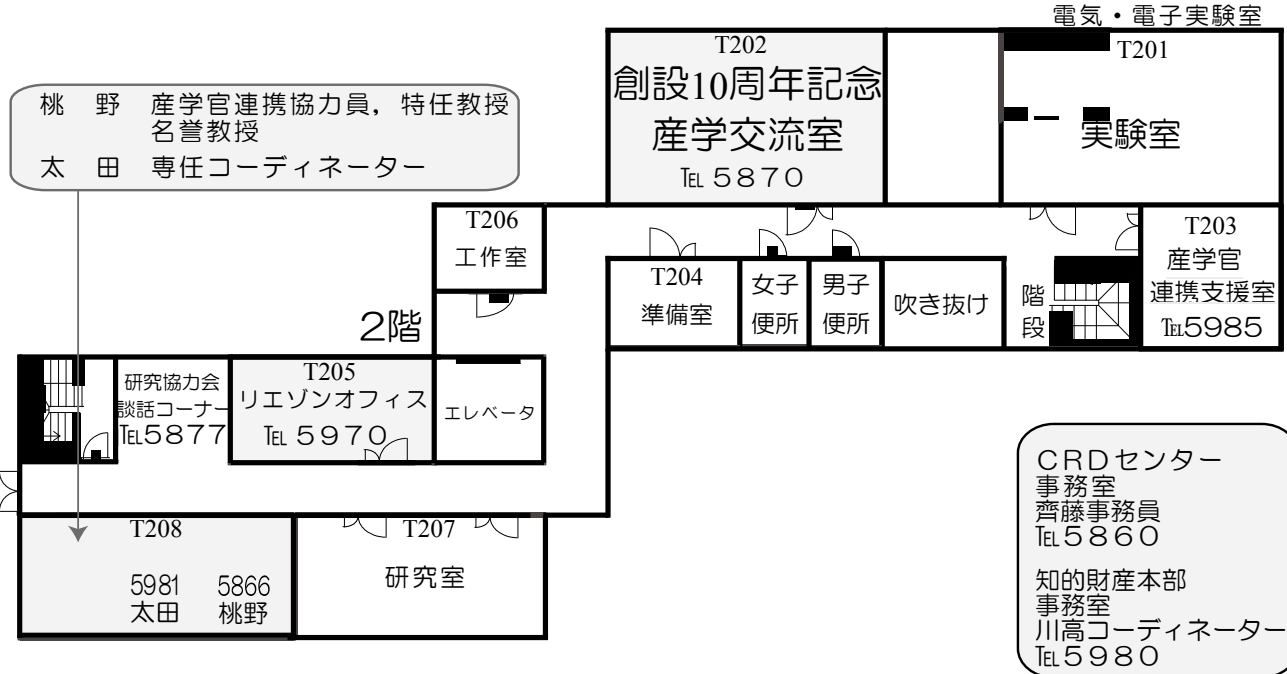 電気・電子実験室
T202
創設10周年記念
産学交流室
℡ 5870
T201
実験室
桃 野 産学官連携協力員，特任教授
名誉教授
太 田 専任コーディネーター
T206
工作室
T204
準備室
女子
便所
男子
便所
吹き抜け
階
段
T203
産学官
連携支援室
℡5985
2階
研究協力会
談話コーナー
℡5877
T205
リエゾンオフィス
℡ 5970
エレベータ
T208
5981 5866
太田 桃野
T207
研究室
CRDセンター
事務室
齊藤事務員
℡5860
知的財産本部
事務室
川高コーディネーター
℡5980